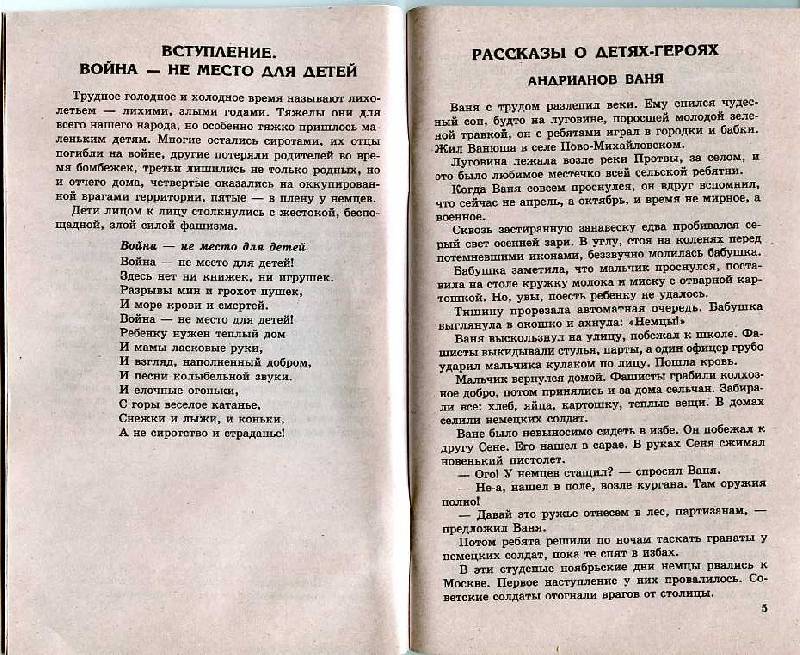 ВСТУПЛЕНИЕ.
ВОЙНА — НЕ МЕСТО ДЛЯ ДЕТЕЙ
Трудное голодное и холодное время называют лихо-
летьем — лихими, злыми годами. Тяжелы они для
всего нашего народа, но особенно тяжко пришлось ма-
леньким детям. Многие остались сиротами, их отцы
погибли на войне, другие потеряли родителей во вре-
мя бомбежек, третьи лишились не только родных, но
и отчего дома, четвертые оказались на оккупирован-
ной врагами территории, пятые — в плену у немцев.
Дети лицом к лицу столкнулись с жестокой, беспо-
щадной, злой силой фашизма.
Война — не место для детей
Война — не место для детей!
Здесь нет ни книжек, ни игрушек.
Разрывы мин и грохот пушек,
И море крови и смертей.
Война — не место для детей!
Ребенку нужен теплый дом
И мамы ласковые руки,
И взгляд, наполненный добром,
И песни колыбельной звуки.
И елочные огоньки,
С горы веселое катанье,
Снежки и лыжи, и коньки,
А не сиротство и страданье!
РАССКАЗЫ О ДЕТЯХ-ГЕРОЯХ
АНДРИАНОВ ВАНЯ
Ваня с трудом разлепил веки. Ему снился чудес-
ный сон, будто на луговине, поросшей молодой зеле-
ной травкой, он с ребятами играл в городки и бабки.
Жил Ванюша в селе Ново-Михайловском.
Луговина лежала возле реки Протвы, за селом, и
это было любимое местечко всей сельской ребятни.
Когда Ваня совсем проснулся, он вдруг вспомнил,
что сейчас не апрель, а октябрь, и время не мирное, а
военное.
Сквозь застиранную занавеску едва пробивался се-
рый свет осенней зари. В углу, стоя на коленях перед
потемневшими иконами, беззвучно молилась бабушка.
Бабушка заметила, что мальчик проснулся, поста-
вила на столе кружку молока и миску с отварной кар-
тошкой. Но, увы, поесть ребенку не удалось.
Тишину прорезала автоматная очередь. Бабушка
выглянула в окошко и ахнула: «Немцы!»
Ваня выскользнул на улицу, побежал к школе. Фа-
шисты выкидывали стулья, парты, а один офицер грубо
ударил мальчика кулаком по лицу. Пошла кровь.
Мальчик вернулся домой. Фашисты грабили колхоз-
ное добро, потом принялись и за дома сельчан. Забира-
ли все: хлеб, яйца, картошку, теплые вещи. В домах
селили немецких солдат.
Ване было невыносимо сидеть в избе. Он побежал к
другу Сене. Его нашел в сарае. В руках Сеня сжимал
новенький пистолет.
— Ого! У немцев стащил? — спросил Ваня.
Не-а, нашел в поле, возле кургана. Там оружия
полно!
— Давай это ружье отнесем в лес, партизанам, —
предложил Ваня.
Потом ребята решили по ночам таскать гранаты у
немецких солдат, пока те спят в избах.
В эти студеные ноябрьские дни немцы рвались к
Москве. Первое наступление у них провалилось. Со-
ветские солдаты отогнали врагов от столицы.
5